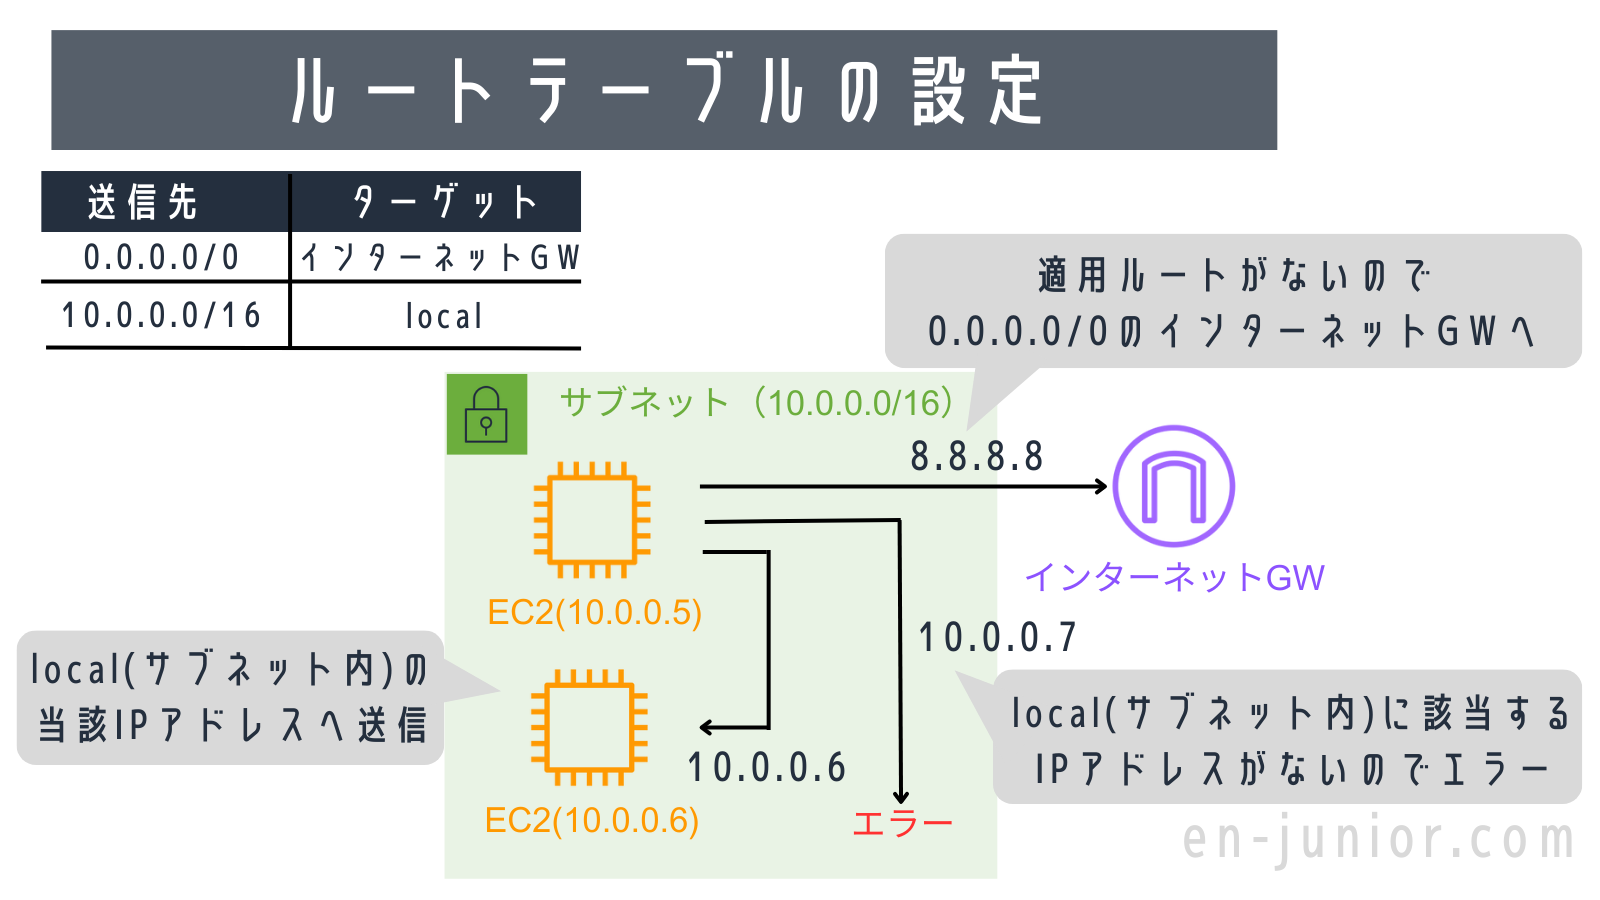 ルートテーブルの設定
送信先 ターゲット
0.0.0.0/0 インターネットGW
10.0.0.0/16 local
適用ルートがないので
0.0.0.0/0のインターネットGWへ
サブネット（10.0.0.0/16）
8.8.8.8
インターネットGW
EC2(10.0.0.5)
10.0.0.7
local(サブネット内)の
当該IPアドレスへ送信
local(サブネット内)に該当する
IPアドレスがないのでエラー
10.0.0.6
EC2(10.0.0.6)
エラー
en-junior.com